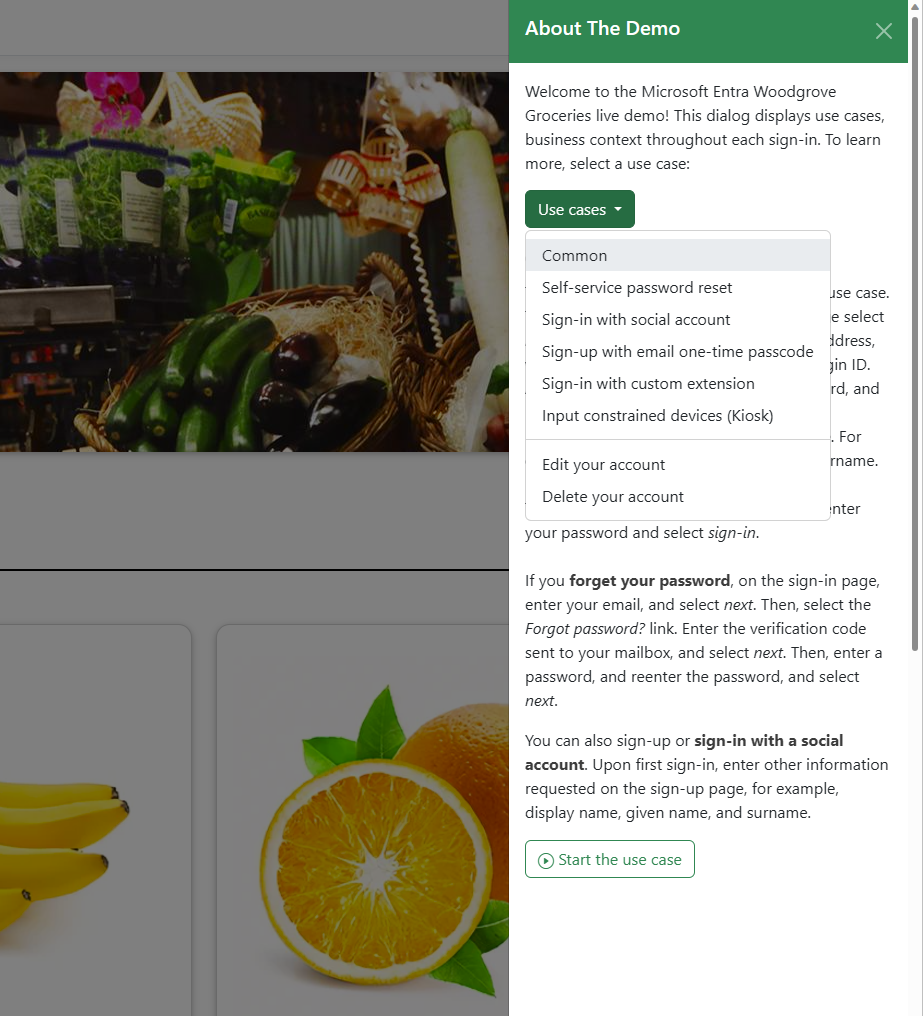 About The Demo
Welcome to the Microsoft Entra Woodgrove
Groceries live demo! This dialog displays use cases,
business context throughout each sign-in. To learn
more, select a use case:
Use cases
Common
Self-service password reset
use case.
Sign-in with social account
select
ddress,
Sign-up with email one-time passcode
gin ID.
Sign-in with custom extension
rd, and
Input constrained devices (Kiosk)
. For
Edit your account
rname.
Delete your account
enter
your password and select sign-in.
If you forget your password, on the sign-in page,
enter your email, and select next. Then, select the
Forgot password? link. Enter the verification code
sent to your mailbox, and select next. Then, enter a
password, and reenter the password, and select
next.
You can also sign-up or sign-in with a social
account. Upon first sign-in, enter other information
requested on the sign-up page, for example,
display name, given name, and surname.
Start the use case